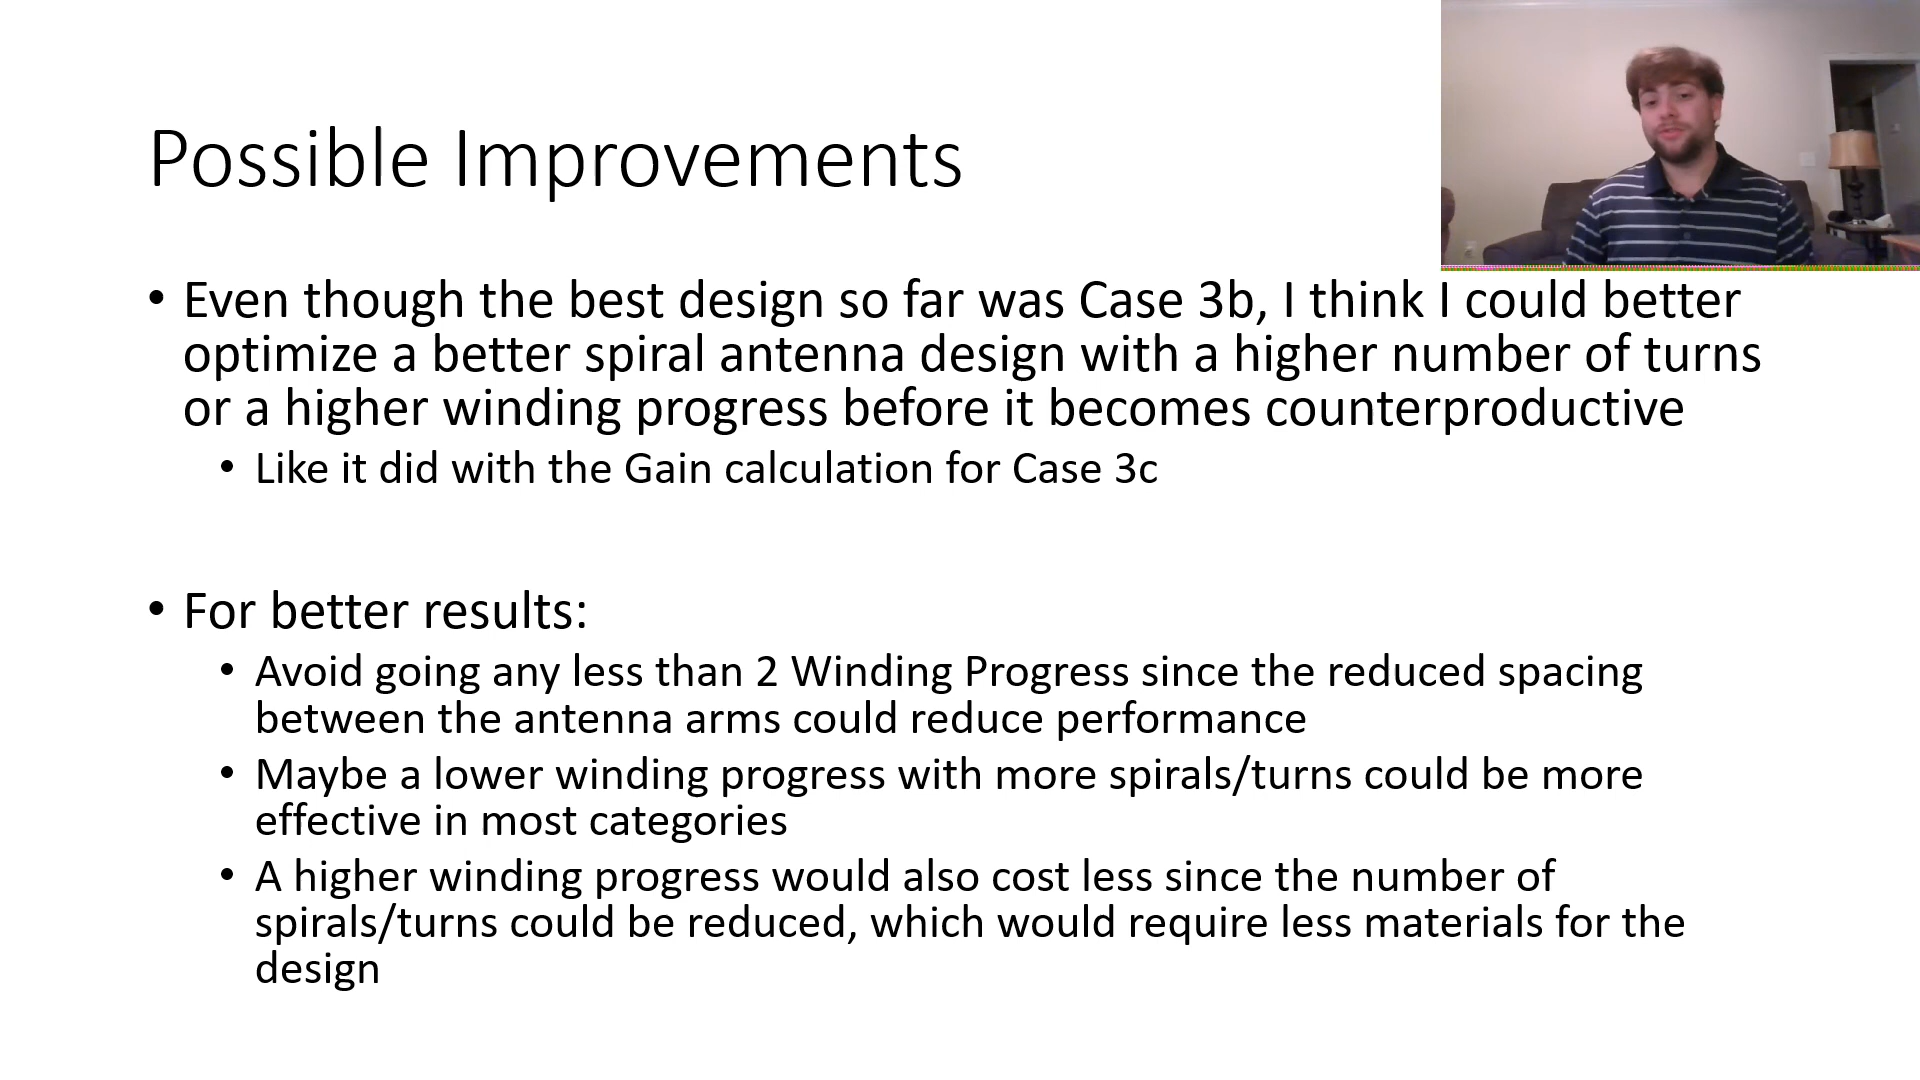 Possible Improvements
• Even though the best design so far was Case 3b, I think I could better
optimize a better spiral antenna design with a higher number of turns
or a higher winding progress before it becomes counterproductive
• Like it did with the Gain calculation for Case 3c
• For better results:
• Avoid going any less than 2 Winding Progress since the reduced spacing
between the antenna arms could reduce performance
• Maybe a lower winding progress with more spirals/turns could be more
effective in most categories
• A higher winding progress would also cost less since the number of
spirals/turns could be reduced, which would require less materials for the
design